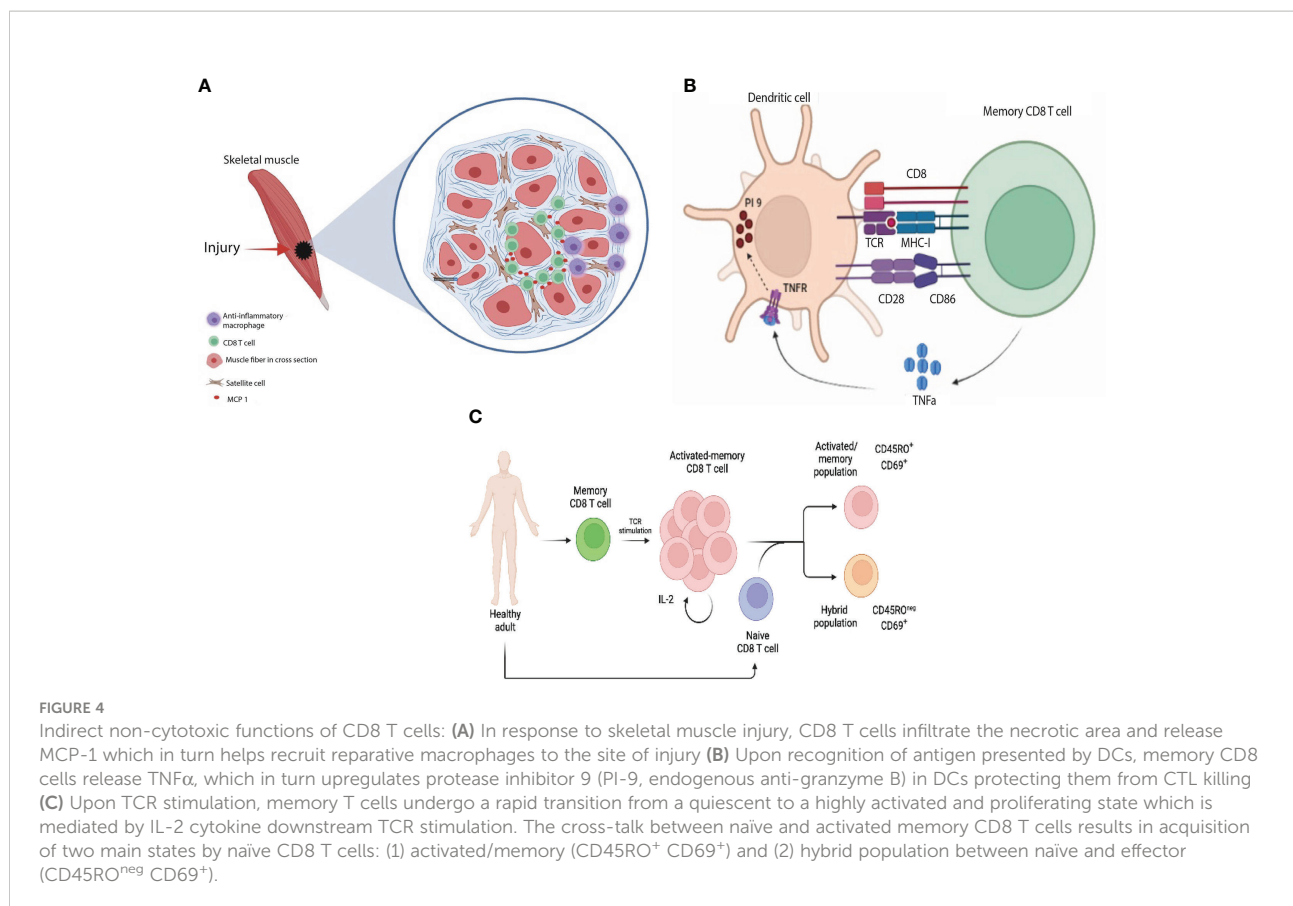 A
Skeletal muscle
Injury
Anti-inflammatory
macrophage
CD8 T cell
Muscle fiber in cross section
Satellite cell
MCP 1
B
Dendritic cell
Memory CD8 T cell
CD8
PI 9
TCR
MHC-I
TNFR
CD28
CD86
TNFa
C
Healthy
adult
Memory
CD8 T cell
TCR
stimulation
Activated-memory
CD8 T cell
IL-2
Naive
CD8 T cell
Activated/
memory
population
CD45RO⁺
CD69⁺
Hybrid
population
CD45ROⁿᵉᵍ
CD69⁺
FIGURE 4
Indirect non-cytotoxic functions of CD8 T cells: (A) In response to skeletal muscle injury, CD8 T cells infiltrate the necrotic area and release
MCP-1 which in turn helps recruit reparative macrophages to the site of injury (B) Upon recognition of antigen presented by DCs, memory CD8
cells release TNFα, which in turn upregulates protease inhibitor 9 (PI-9, endogenous anti-granzyme B) in DCs protecting them from CTL killing
(C) Upon TCR stimulation, memory T cells undergo a rapid transition from a quiescent to a highly activated and proliferating state which is
mediated by IL-2 cytokine downstream TCR stimulation. The cross-talk between naïve and activated memory CD8 T cells results in acquisition
of two main states by naïve CD8 T cells: (1) activated/memory (CD45RO⁺ CD69⁺) and (2) hybrid population between naïve and effector
(CD45ROⁿᵉᵍ CD69⁺).